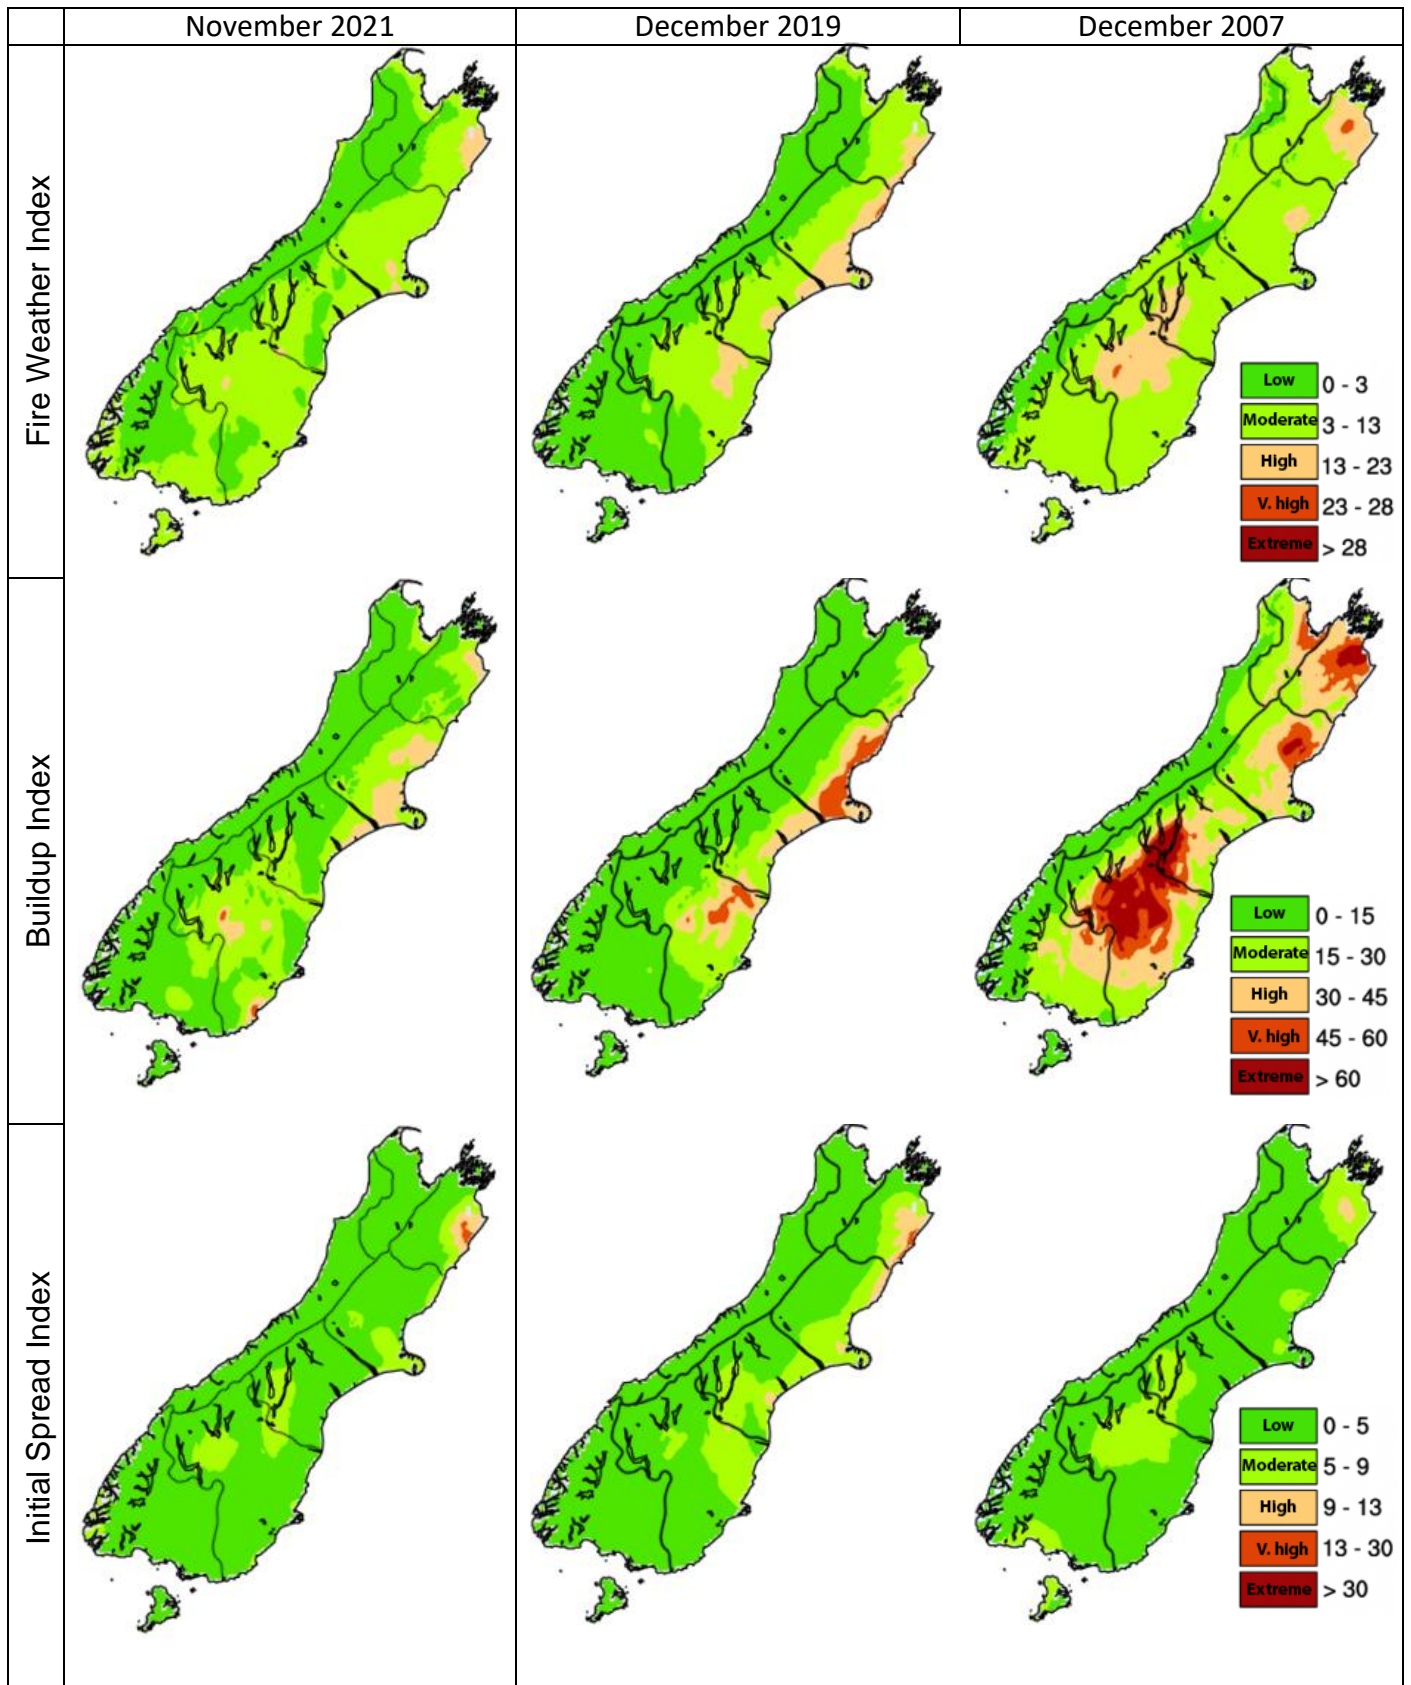 November 2021
December 2019
December 2007
Fire Weather Index
Low 0 - 3
Moderate 3 - 13
High 13 - 23
V. high 23 - 28
Extreme > 28
Buildup Index
Low 0 - 15
Moderate 15 - 30
High 30 - 45
V. high 45 - 60
Extreme > 60
Initial Spread Index
Low 0 - 5
Moderate 5 - 9
High 9 - 13
V. high 13 - 30
Extreme > 30